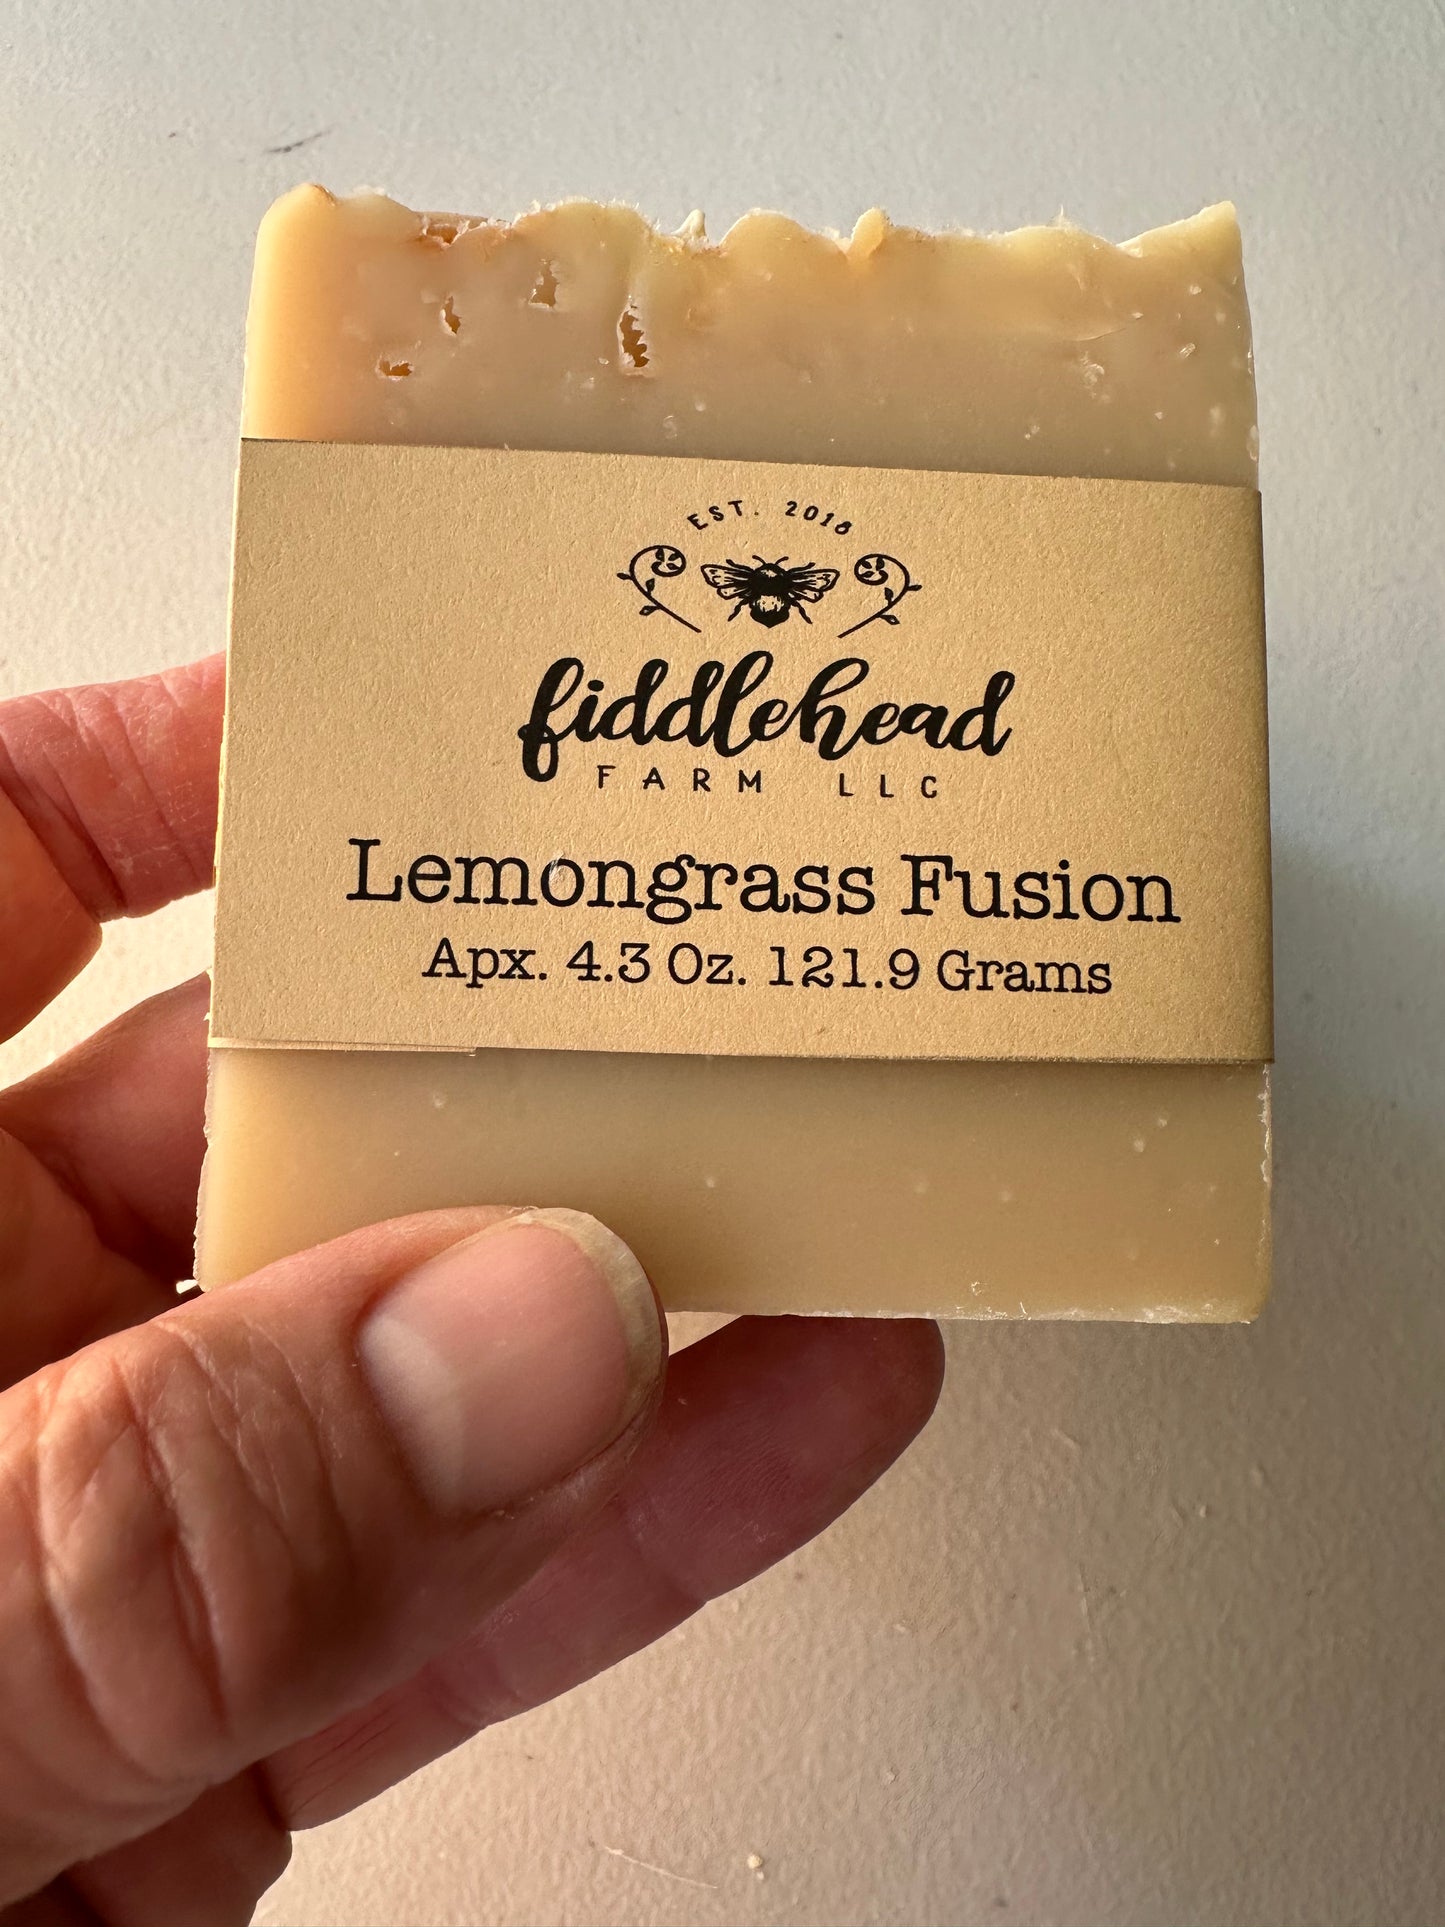 EST. 2018
fiddlehead
FARM LLC
Lemongrass Fusion
Apx. 4.3 Oz. 121.9 Grams